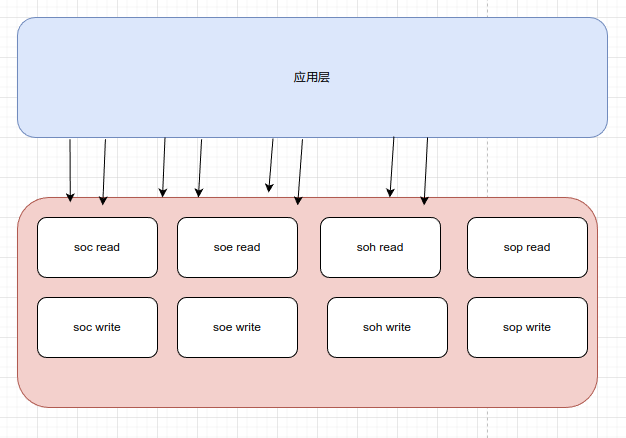 应用层
soc read
soe read
soh read
sop read
soc write
soe write
soh write
sop write